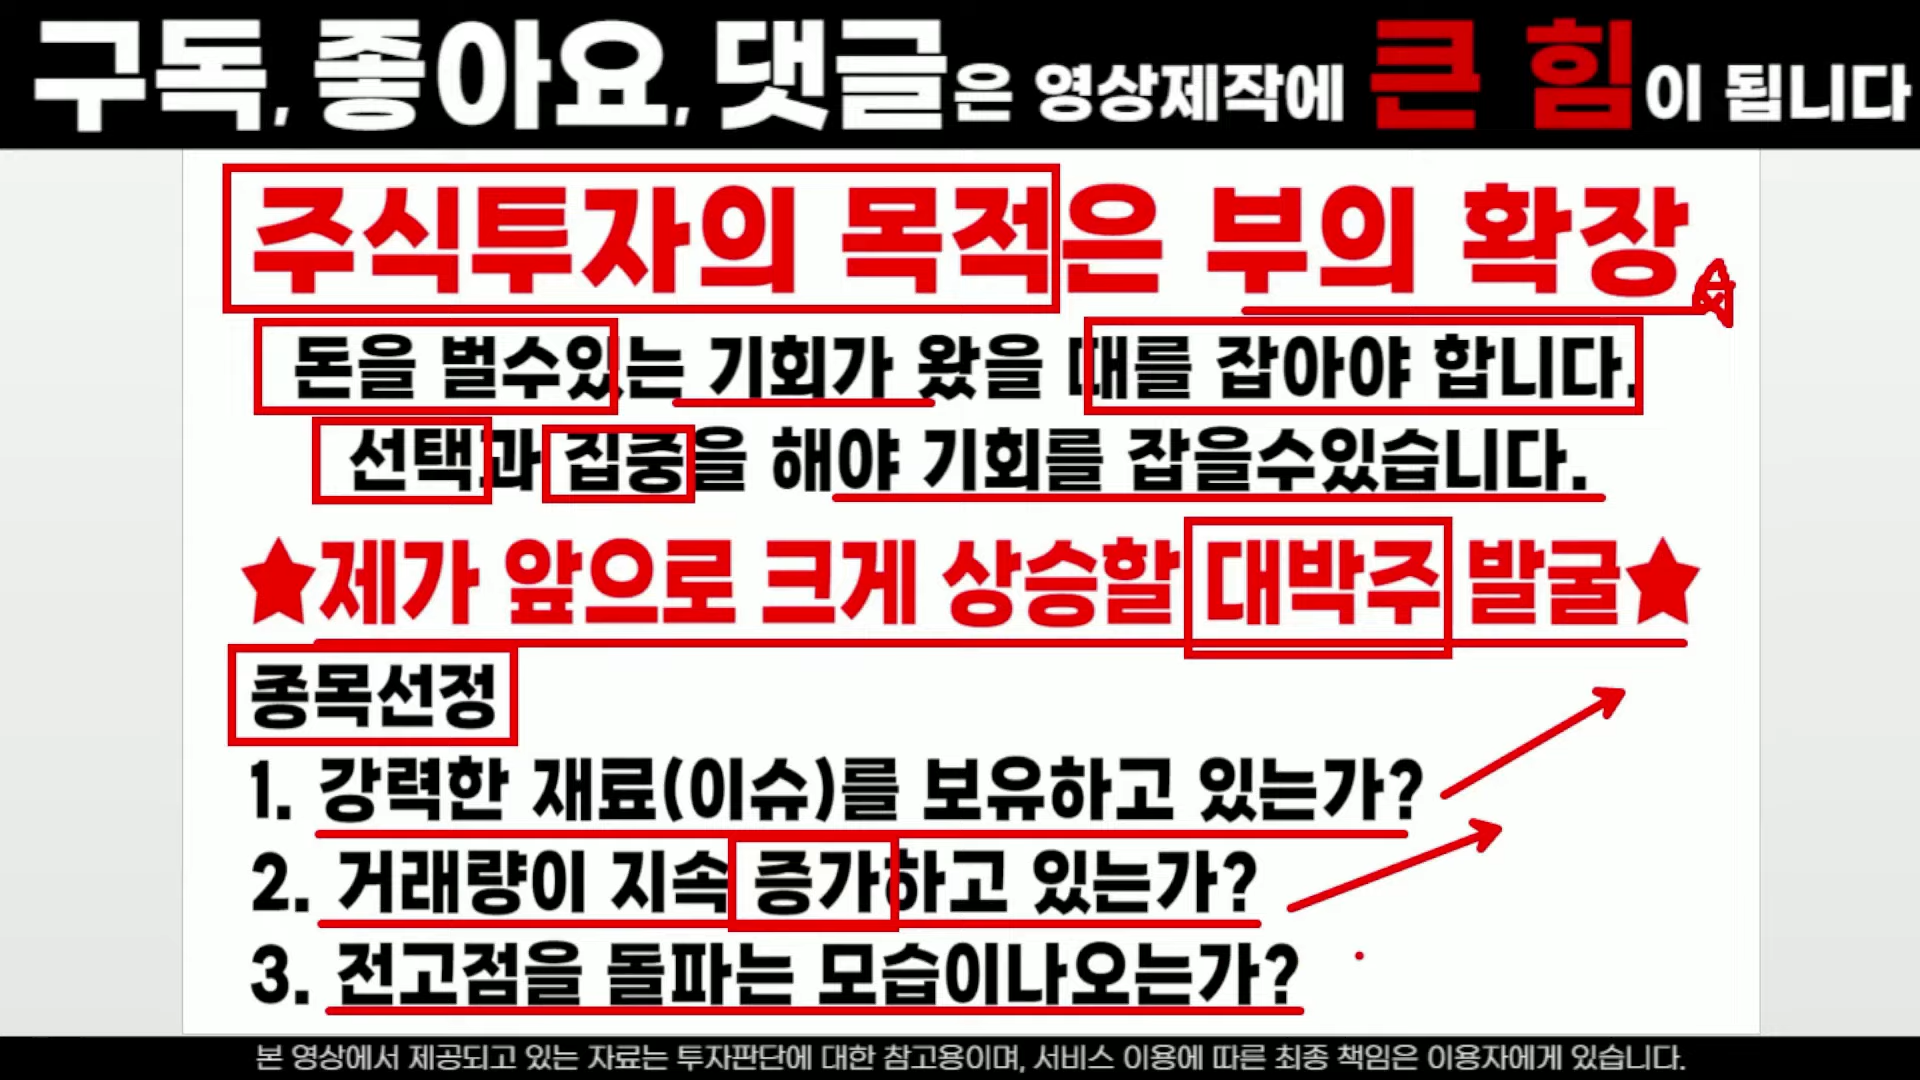 구독, 좋아요, 댓글은 영상제작에 큰 힘이 됩니다
주식투자의 목적은 부의 확장
돈을 벌수있는 기회가 왔을 때를 잡아야 합니다.
선택과 집중을 해야 기회를 잡을수있습니다.
★제가 앞으로 크게 상승할 대박주 발굴★
종목선정
1. 강력한 재료(이슈)를 보유하고 있는가?
2. 거래량이 지속 증가하고 있는가?
3. 전고점을 돌파는 모습이나오는가?
본 영상에서 제공되고 있는 자료는 투자판단에 대한 참고용이며, 서비스 이용에 따른 최종 책임은 이용자에게 있습니다.